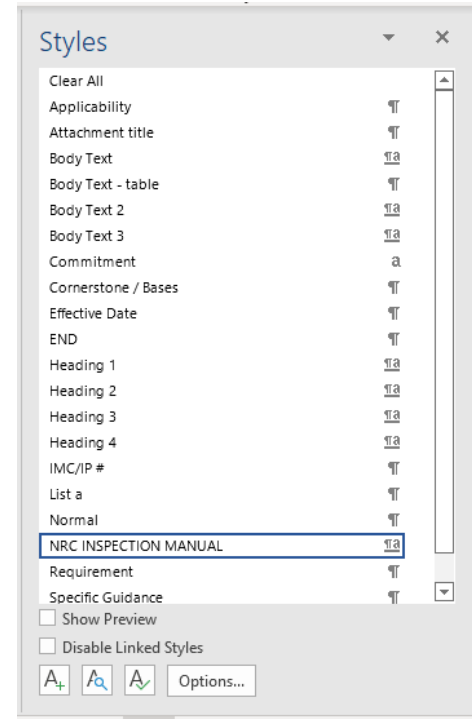 Styles
Clear All
Applicability ¶
Attachment title ¶
Body Text ¶a
Body Text - table ¶
Body Text 2 ¶a
Body Text 3 ¶a
Commitment a
Cornerstone / Bases ¶
Effective Date ¶
END ¶
Heading 1 ¶a
Heading 2 ¶a
Heading 3 ¶a
Heading 4 ¶a
IMC/IP # ¶
List a ¶
Normal ¶
NRC INSPECTION MANUAL ¶a
Requirement ¶
Specific Guidance ¶
Show Preview
Disable Linked Styles
Options...